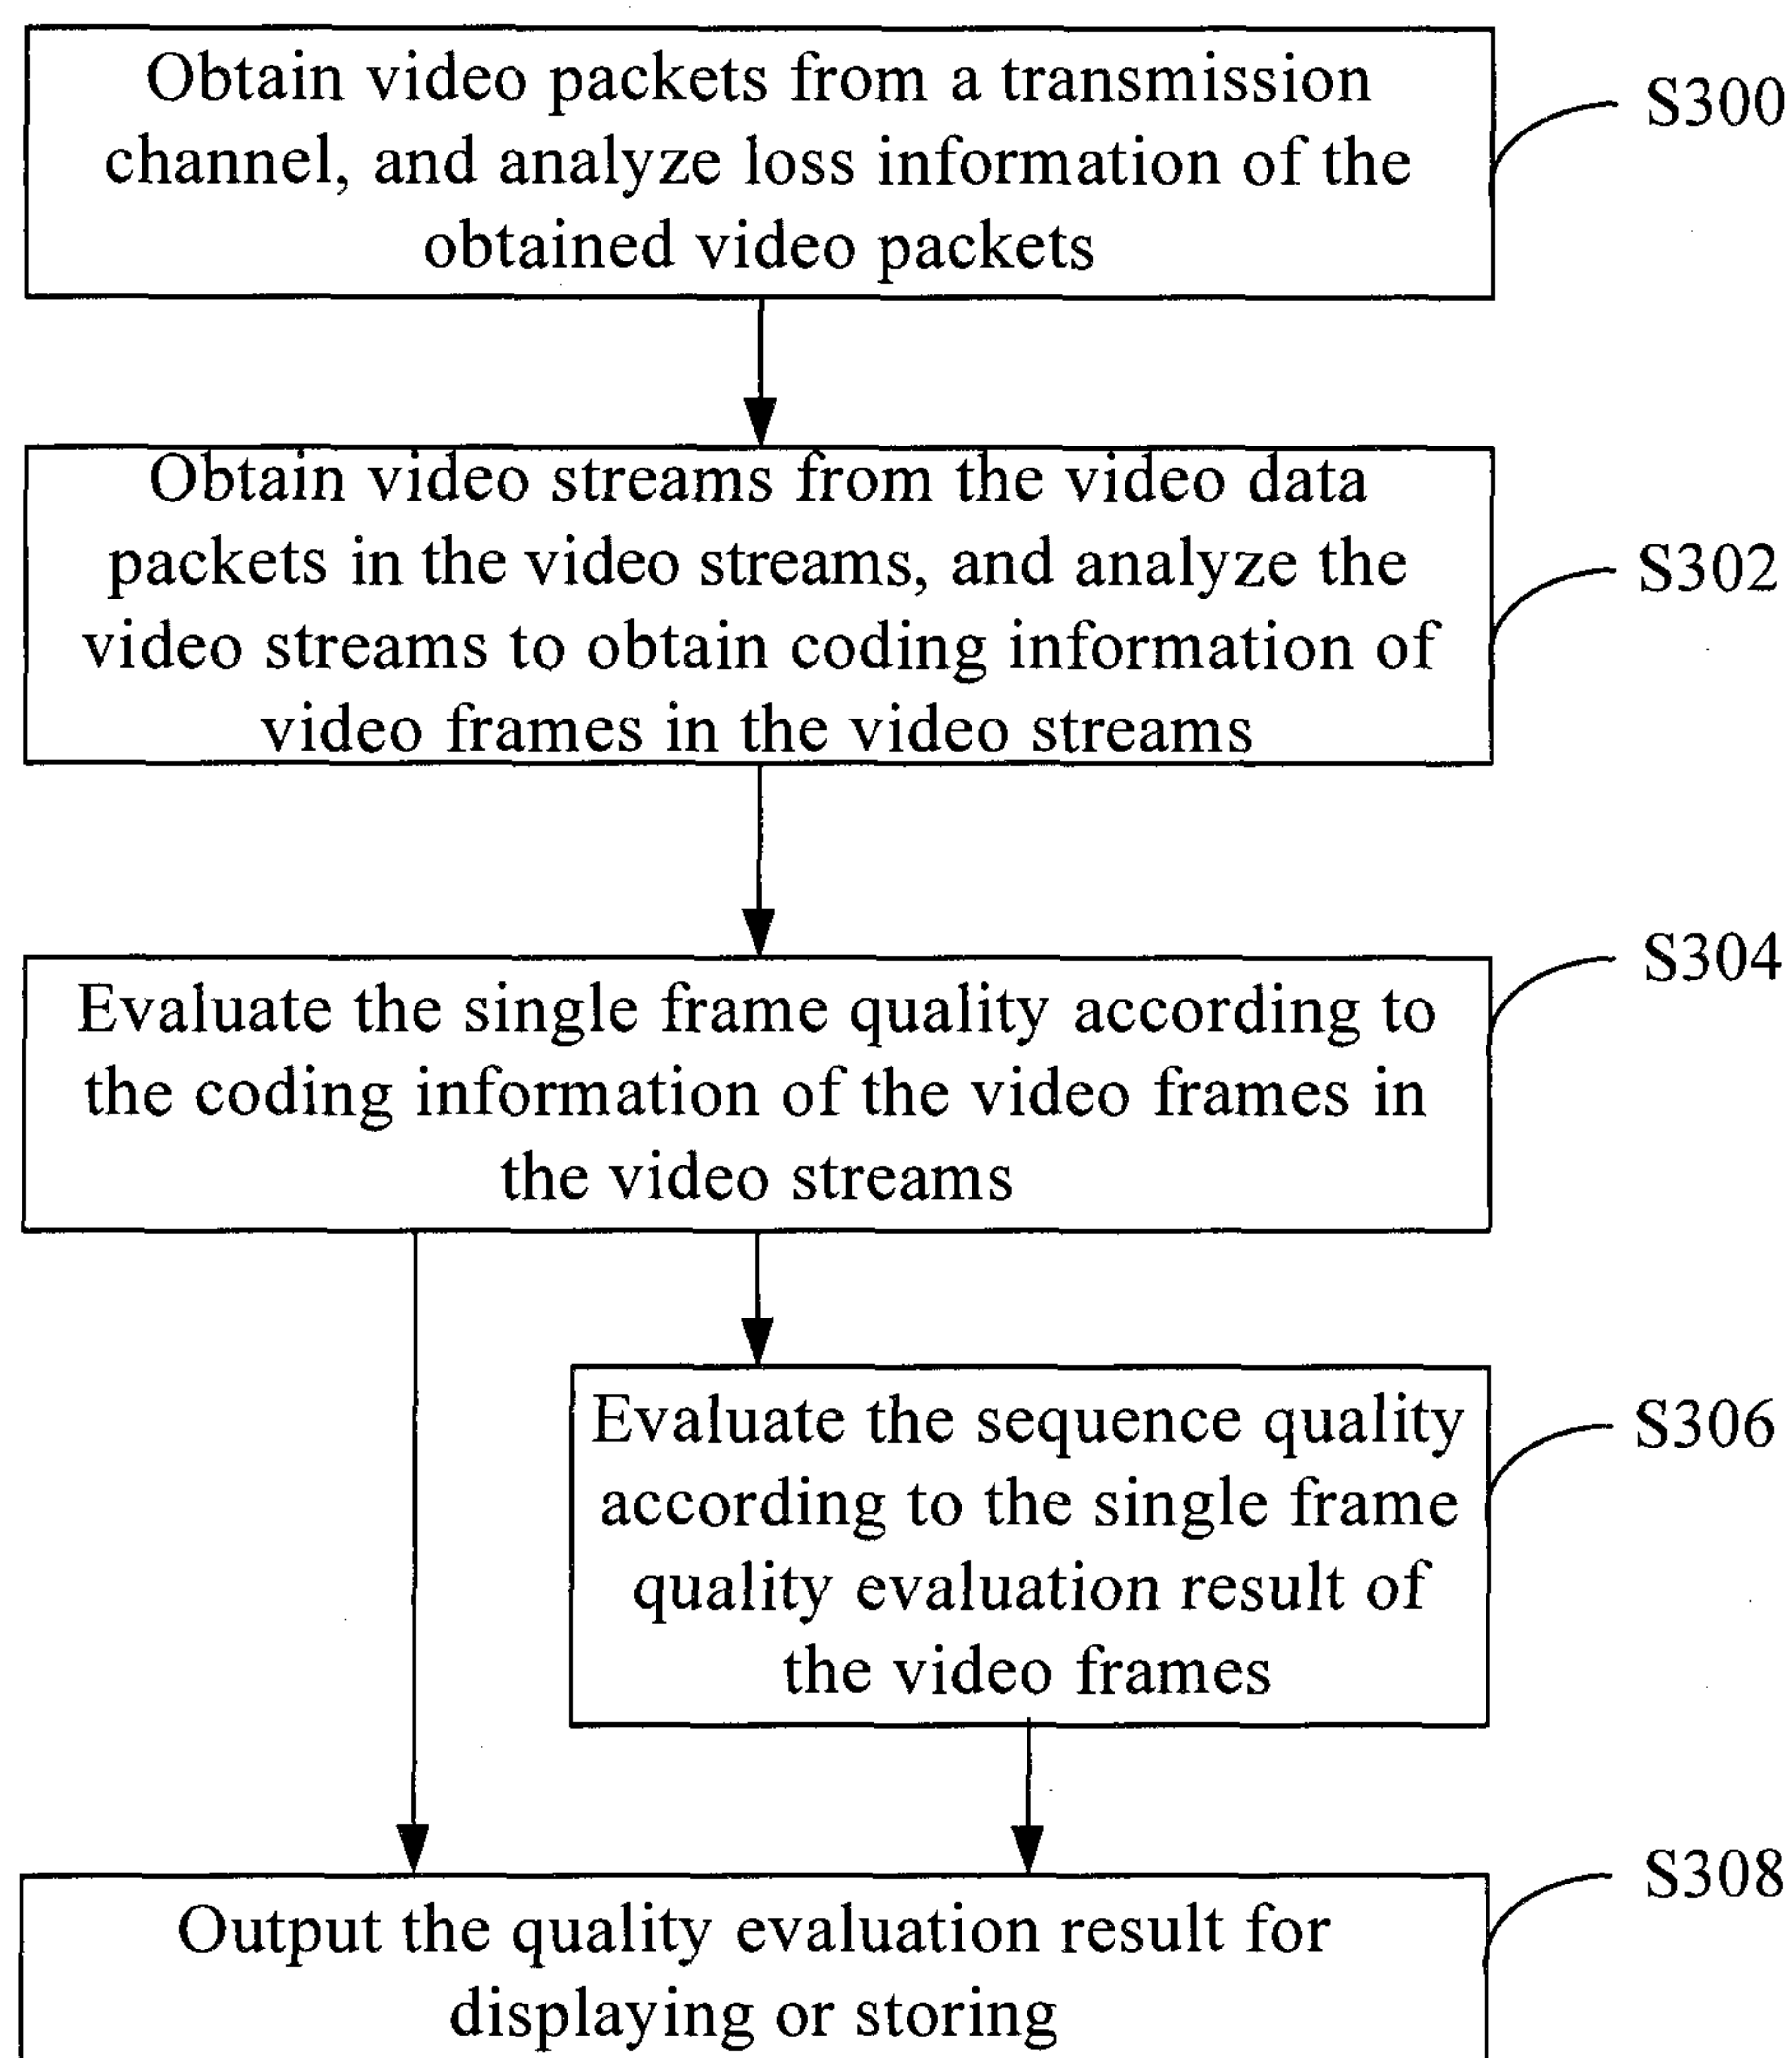 Obtain video packets from a transmission
channel, and analyze loss information of the
obtained video packets
S300
Obtain video streams from the video data
packets in the video streams, and analyze the
video streams to obtain coding information of
video frames in the video streams
S302
Evaluate the single frame quality according to
the coding information of the video frames in
the video streams
S304
Evaluate the sequence quality
according to the single frame
quality evaluation result of
the video frames
S306
Output the quality evaluation result for
displaying or storing
S308